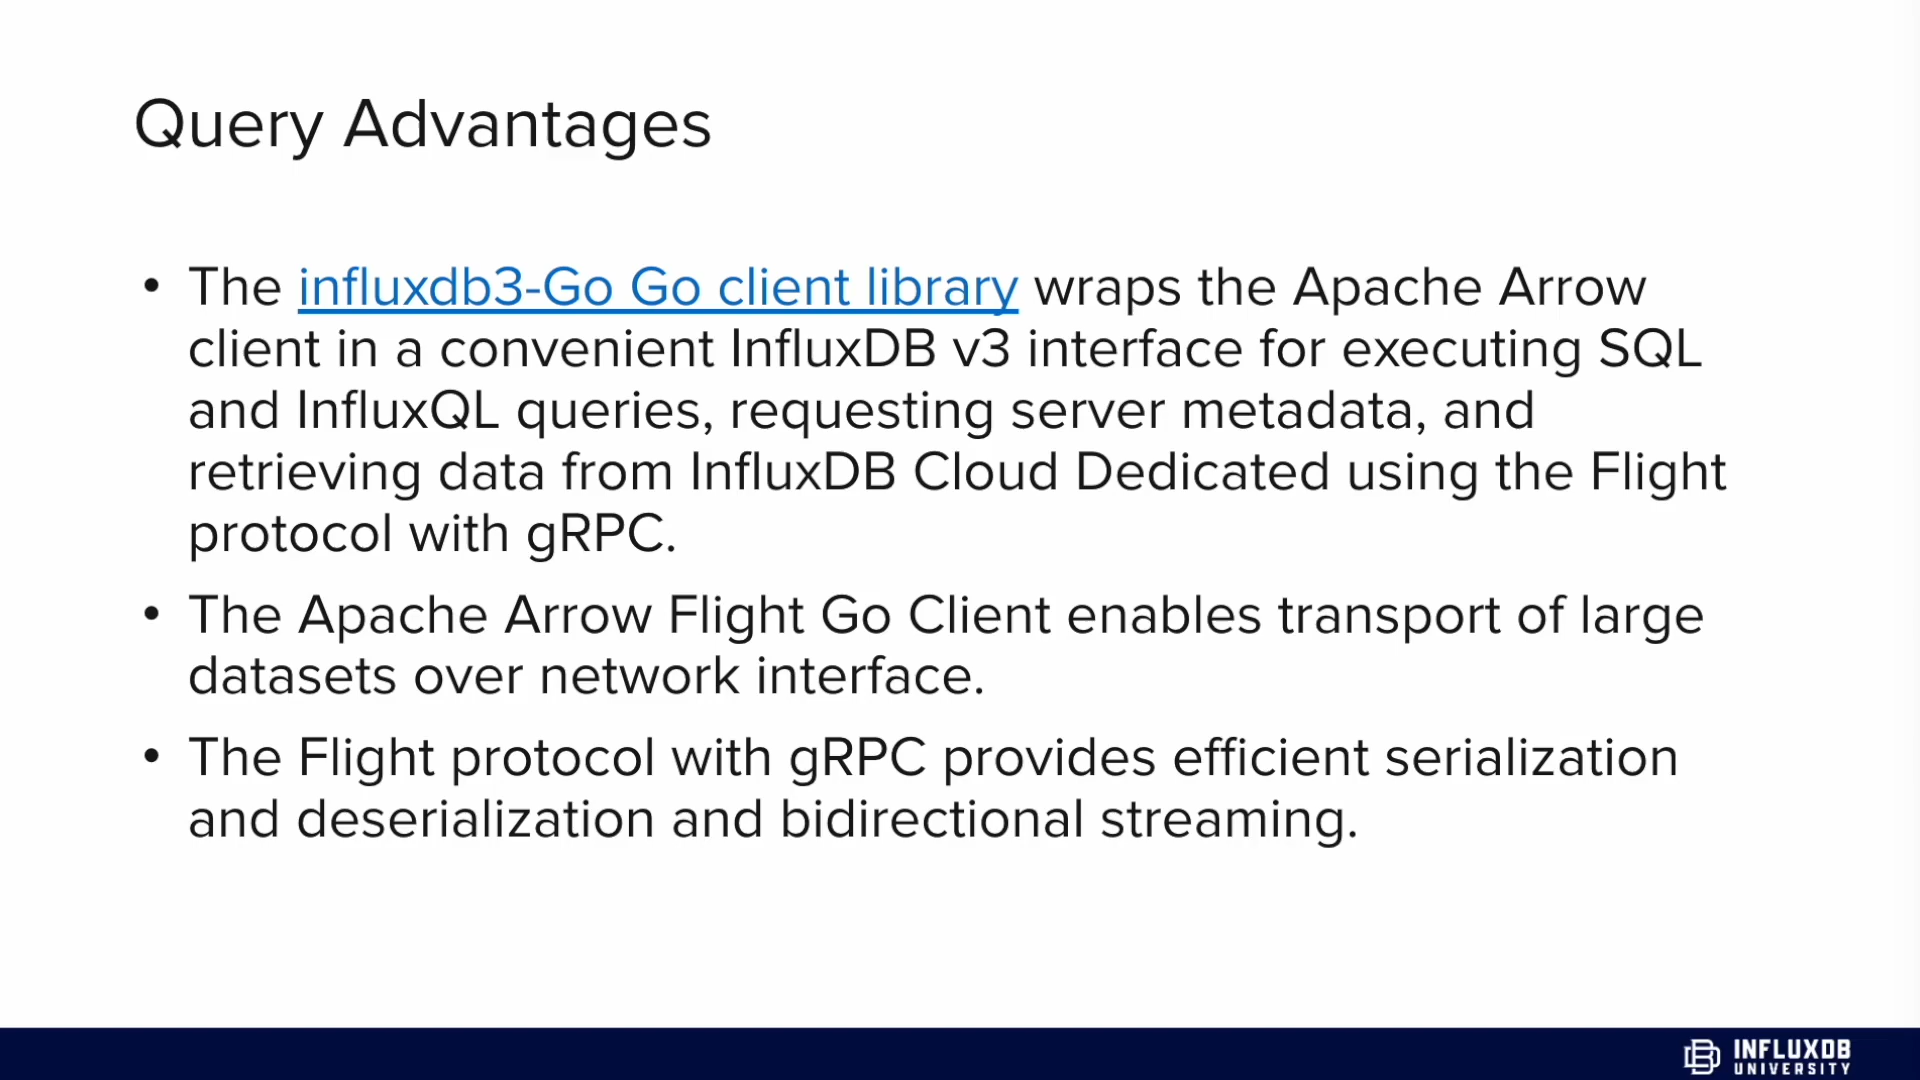 Query Advantages
• The influxdb3-Go Go client library wraps the Apache Arrow
client in a convenient InfluxDB v3 interface for executing SQL
and InfluxQL queries, requesting server metadata, and
retrieving data from InfluxDB Cloud Dedicated using the Flight
protocol with gRPC.
• The Apache Arrow Flight Go Client enables transport of large
datasets over network interface.
• The Flight protocol with gRPC provides efficient serialization
and deserialization and bidirectional streaming.
INFLUXDB
UNIVERSITY